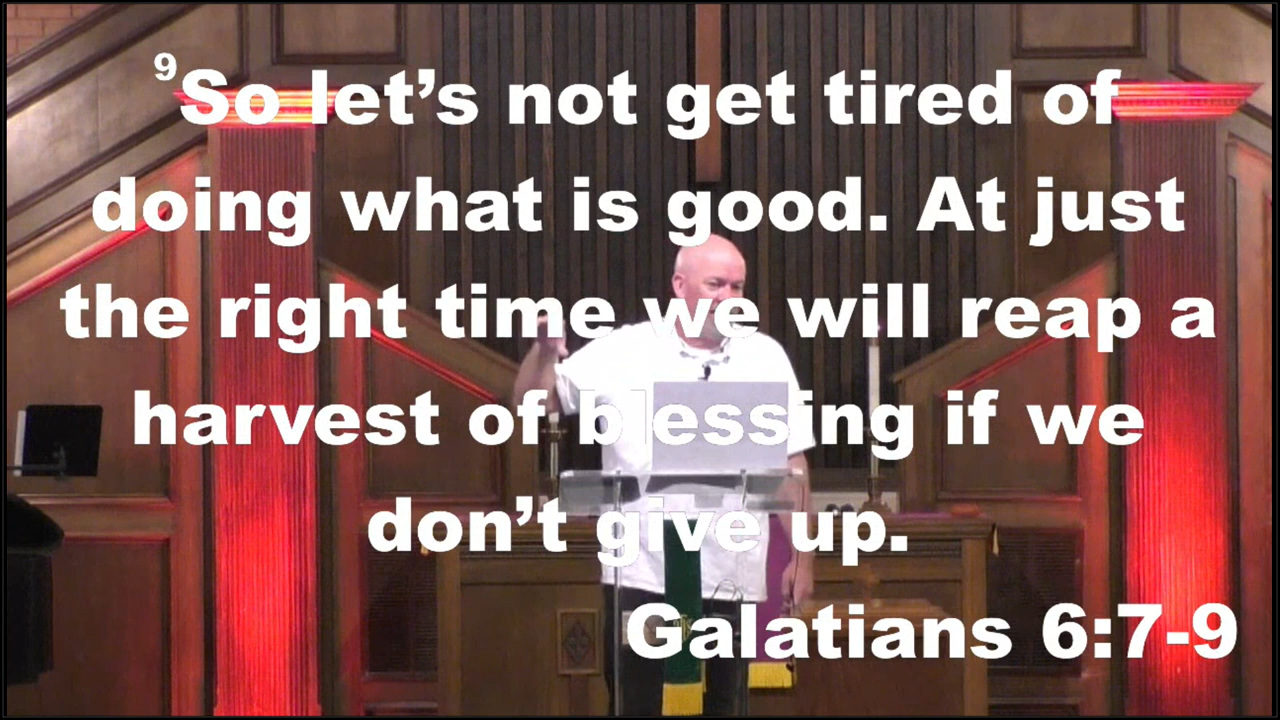 ⁹So let’s not get tired of
doing what is good. At just
the right time we will reap a
harvest of blessing if we
don’t give up.
Galatians 6:7-9